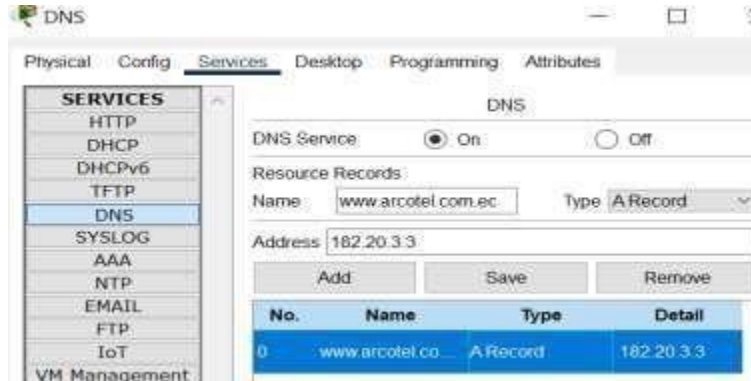 DNS
Physical Config Services Desktop Programming Attributes
SERVICES
HTTP
DHCP
DHCPv6
TFTP
DNS
SYSLOG
AAA
NTP
EMAIL
FTP
IoT
VM Management
DNS
DNS Service On Off
Resource Records
Name www.arcotel.com.ec Type A Record
Address 182.20.3.3
Add Save Remove
No. Name Type Detail
0 www.arcotel.co... A Record 182.20.3.3